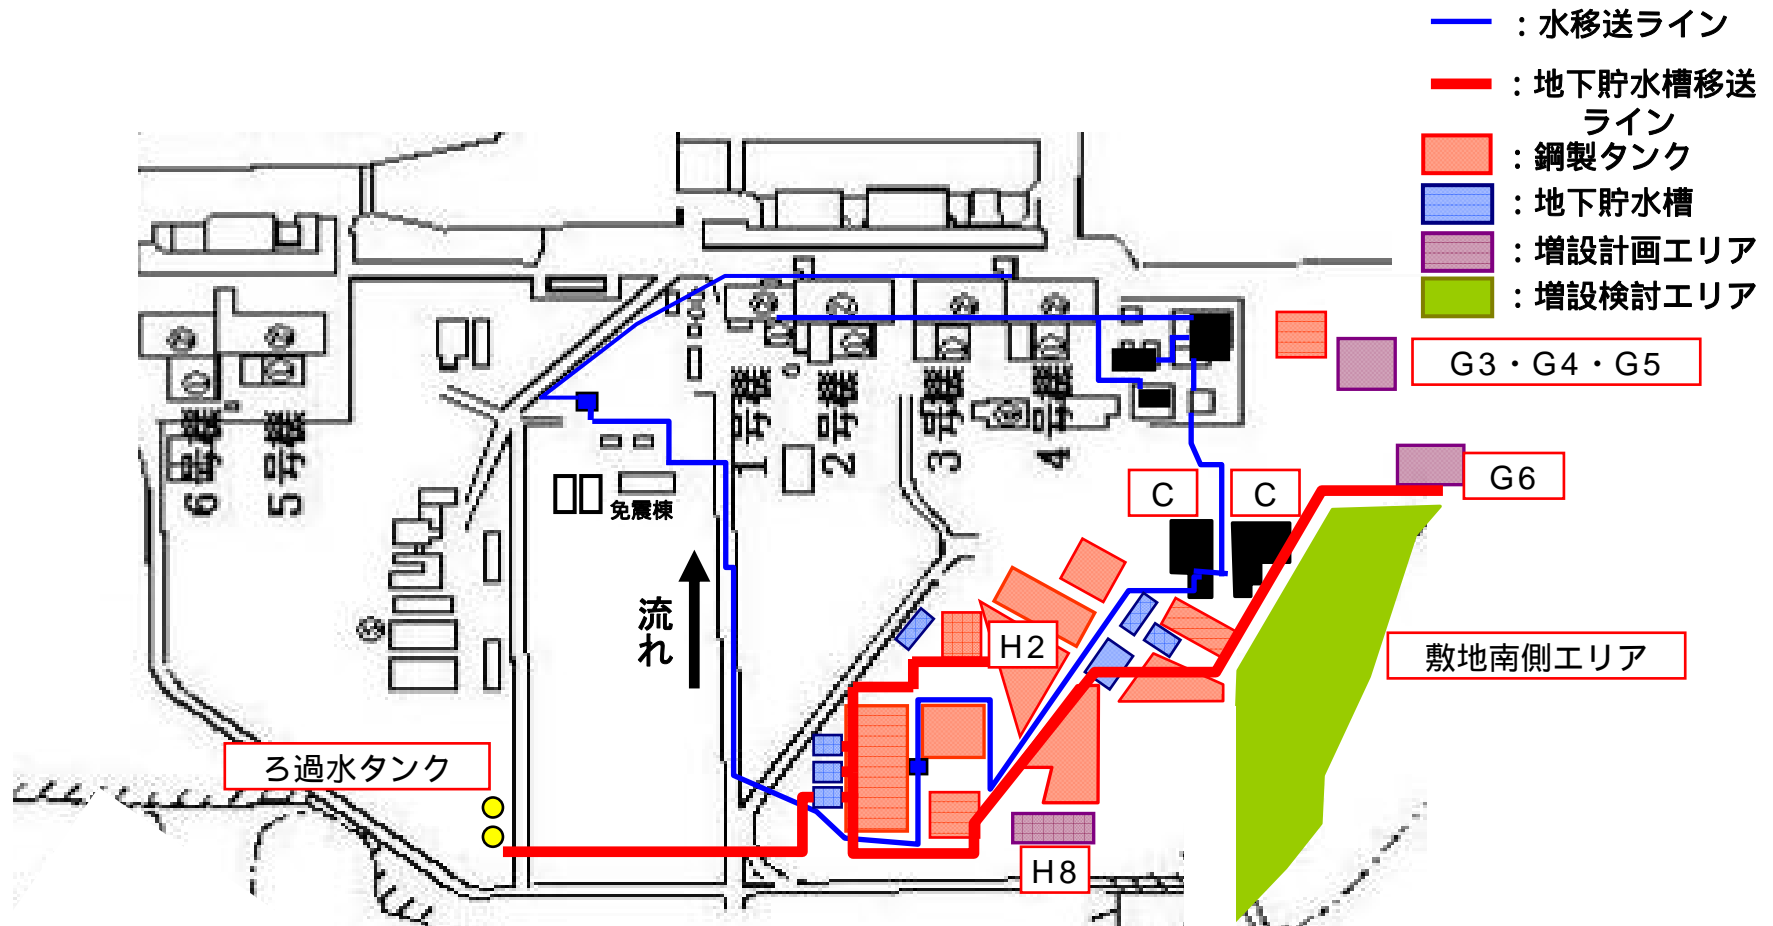 ：水移送ライン
：地下貯水槽移送
ライン
：鋼製タンク
：地下貯水槽
：増設計画エリア
：増設検討エリア
G3・G4・G5
G6
C
C
6号機
5号機
1号機
2号機
3号機
4号機
免震棟
流れ
H2
敷地南側エリア
ろ過水タンク
H8